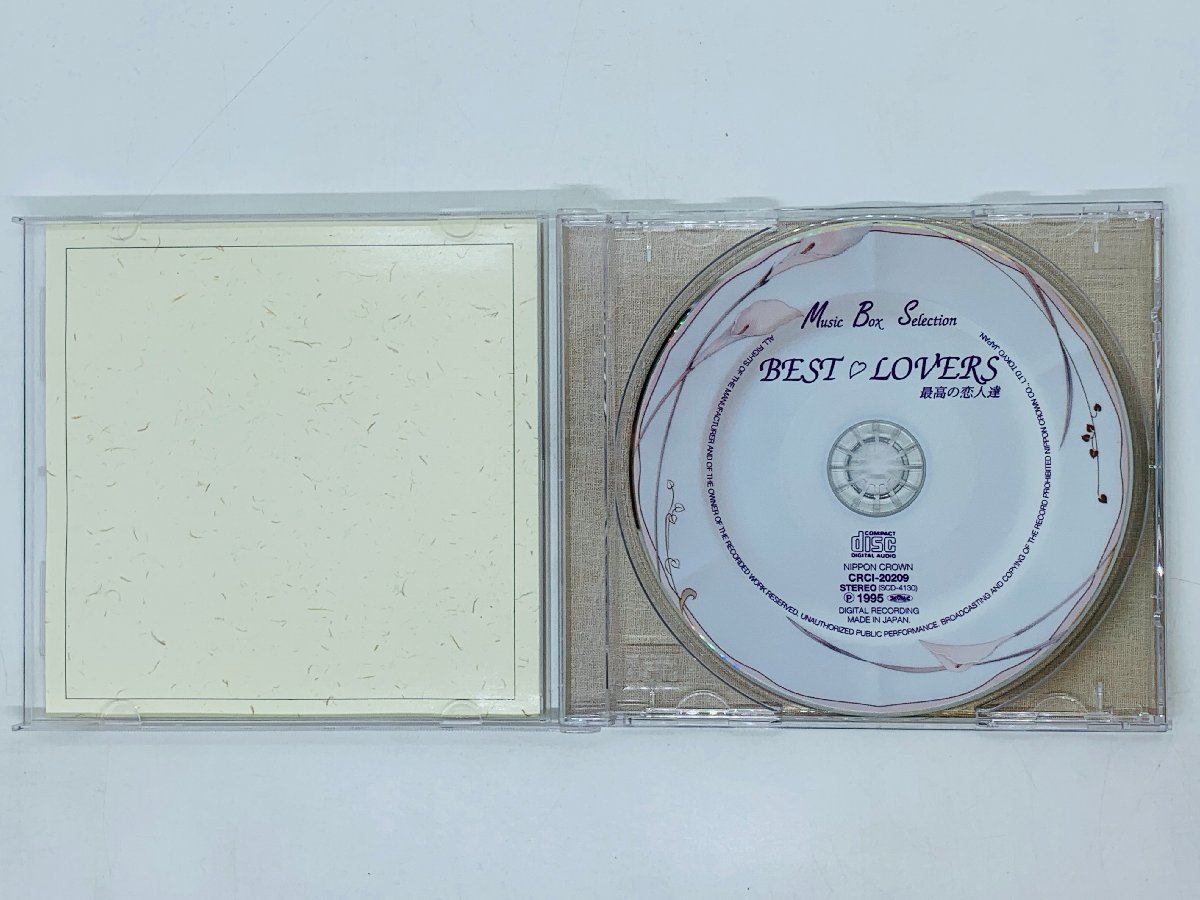 Music Box Selection
BEST ♡ LOVERS
最高の恋人達
COMPACT
disc
DIGITAL AUDIO
NIPPON CROWN
CRCI-20209
STEREO (SCD-4130)
Ⓟ 1995
DIGITAL RECORDING
MADE IN JAPAN.
ALL RIGHTS OF THE MANUFACTURER AND OF THE OWNER OF THE RECORDED WORK RESERVED. UNAUTHORIZED PUBLIC PERFORMANCE, BROADCASTING AND COPYING OF THE RECORD PROHIBITED NIPPON CROWN CO., LTD TOKYO JAPAN